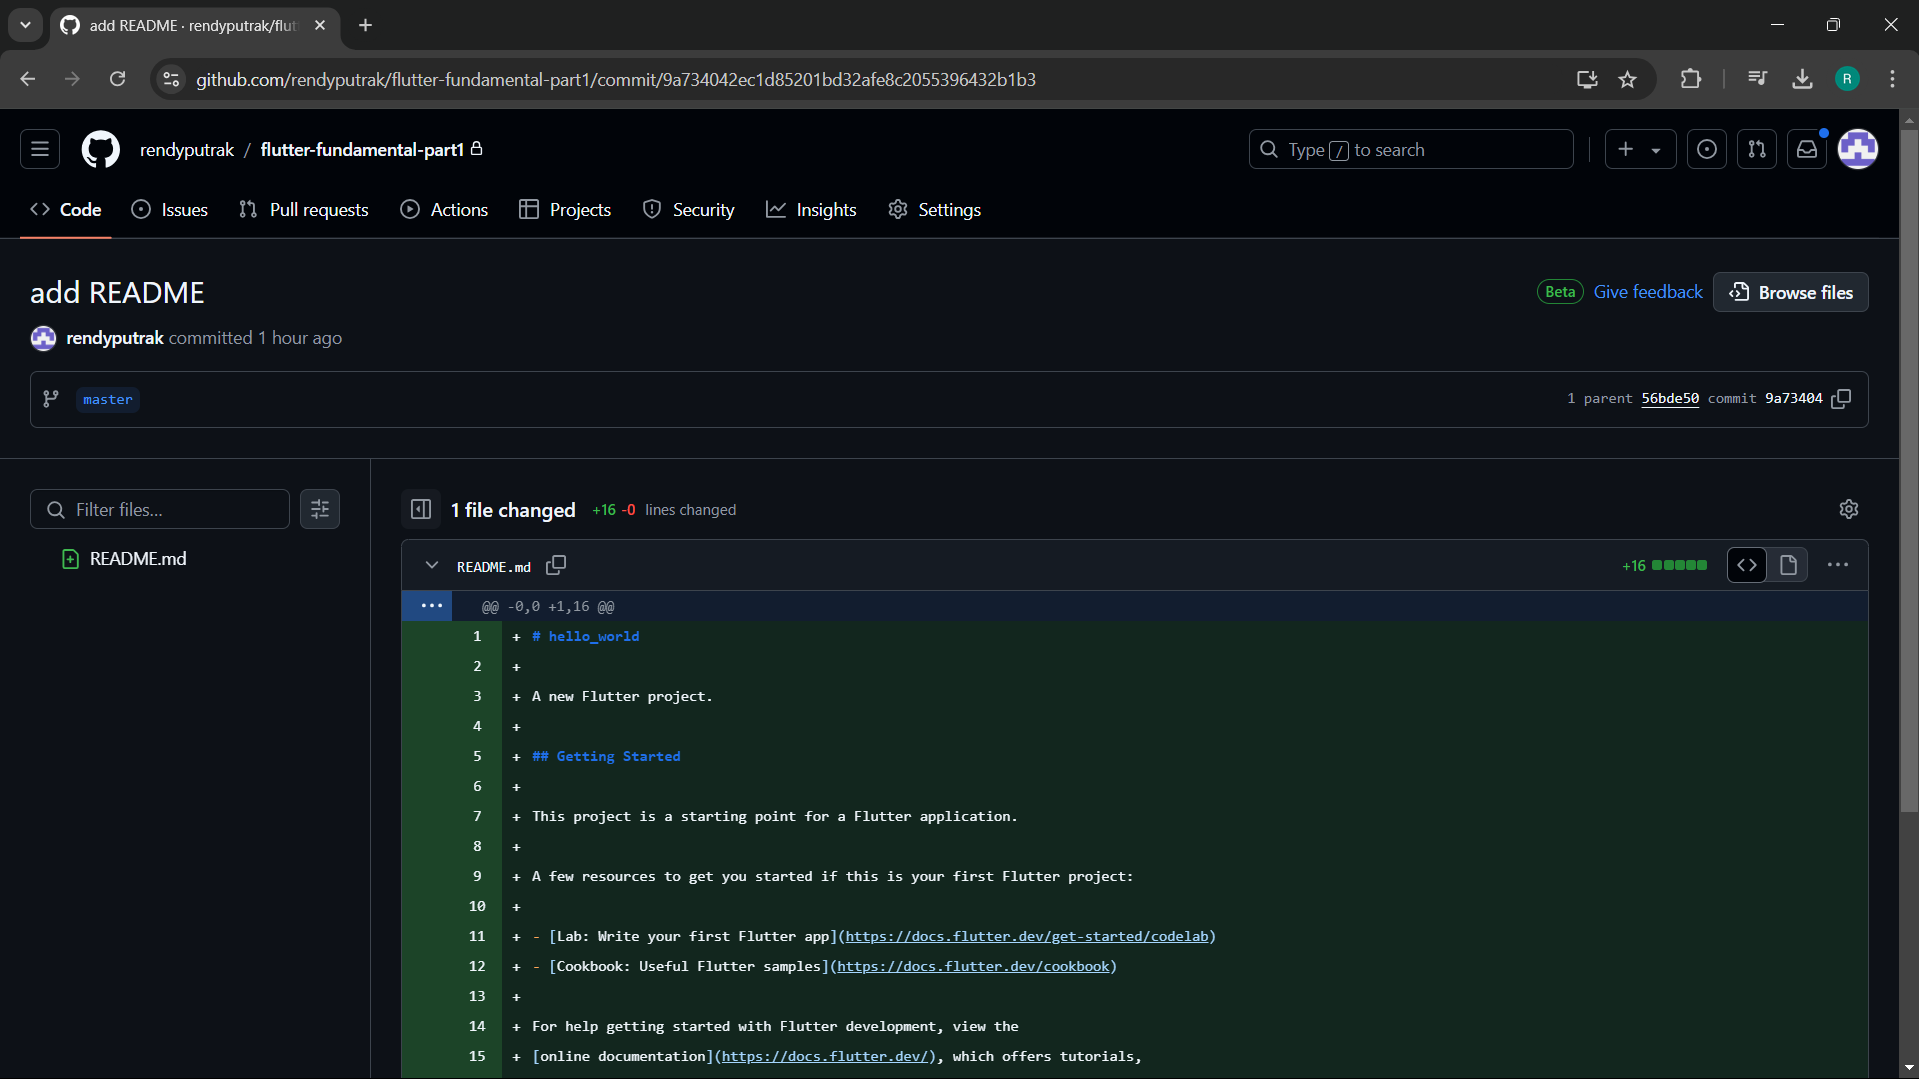 add README · rendyputrak/flut
github.com/rendyputrak/flutter-fundamental-part1/commit/9a734042ec1d85201bd32afe8c2055396432b1b3
R
rendyputrak / flutter-fundamental-part1
Type / to search
Code Issues Pull requests Actions Projects Security Insights Settings
add README
Beta Give feedback Browse files
rendyputrak committed 1 hour ago
master
1 parent 56bde50 commit 9a73404
Filter files...
README.md
1 file changed +16 -0 lines changed
README.md
+16
@@ -0,0 +1,16 @@
1 + # hello_world
2 +
3 + A new Flutter project.
4 +
5 + ## Getting Started
6 +
7 + This project is a starting point for a Flutter application.
8 +
9 + A few resources to get you started if this is your first Flutter project:
10 +
11 + - [Lab: Write your first Flutter app](https://docs.flutter.dev/get-started/codelab)
12 + - [Cookbook: Useful Flutter samples](https://docs.flutter.dev/cookbook)
13 +
14 + For help getting started with Flutter development, view the
15 + [online documentation](https://docs.flutter.dev/), which offers tutorials,